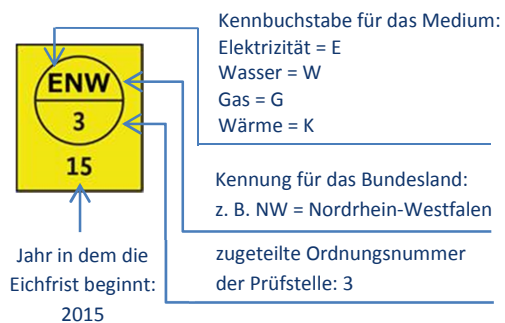 Kennbuchstabe für das Medium:
Elektrizität = E
Wasser = W
Gas = G
Wärme = K
ENW
3
15
Kennung für das Bundesland:
z. B. NW = Nordrhein-Westfalen
Jahr in dem die
Eichfrist beginnt:
2015
zugeteilte Ordnungsnummer
der Prüfstelle: 3